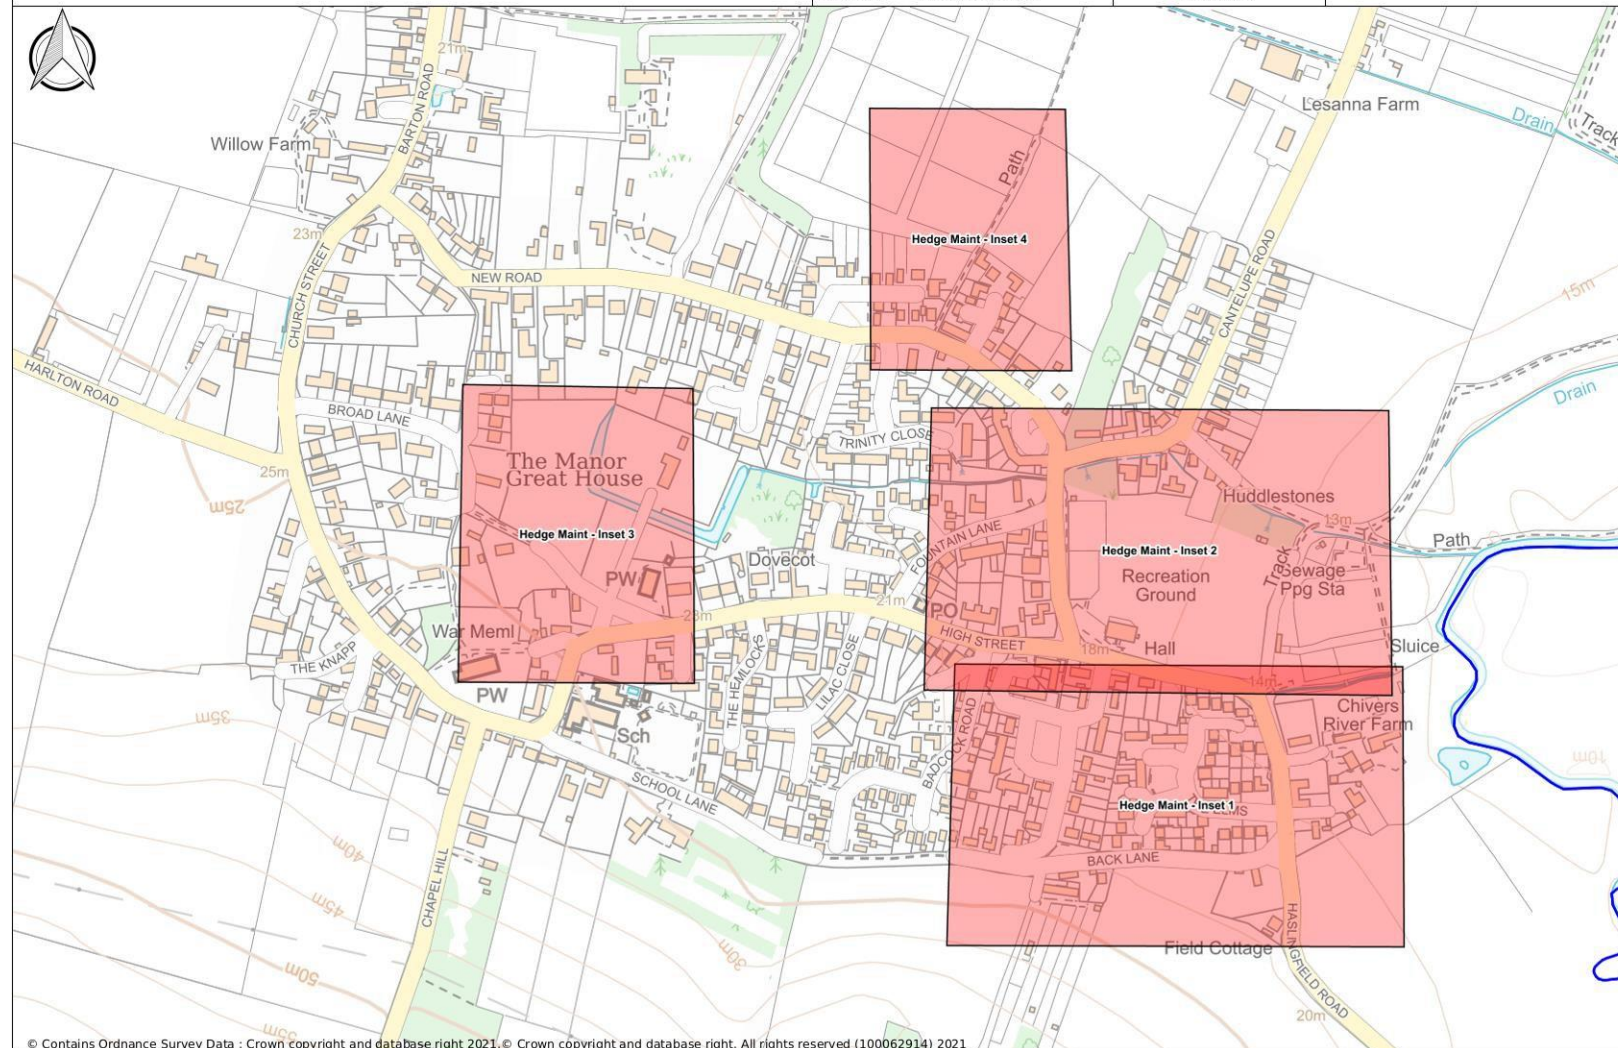 21m
BARTON ROAD
Willow Farm
Lesanna Farm
Drain
Track
Path
23m
CHURCH STREET
Hedge Maint - Inset 4
CANTELUPE ROAD
NEW ROAD
15m
HARLTON ROAD
BROAD LANE
Drain
TRINITY CLOSE
25m
25m
The Manor
Great House
Huddlestones
13m
Hedge Maint - Inset 3
FOUNTAIN LANE
Path
Hedge Maint - Inset 2
Dovecot
Track
Sewage
Ppg Sta
PW
Recreation
Ground
21m
PO
23m
War Meml
HIGH STREET
18m
Hall
Sluice
THE KNAPP
THE HEMLOCKS
LILAC CLOSE
14m
PW
Chivers
River Farm
35m
Sch
BADCOCK ROAD
10m
SCHOOL LANE
Hedge Maint - Inset 1
ELMS
40m
BACK LANE
CHAPEL HILL
45m
30m
Field Cottage
HASLINGFIELD ROAD
50m
20m
55m
© Contains Ordnance Survey Data : Crown copyright and database right 2021.© Crown copyright and database right. All rights reserved (100062914) 2021